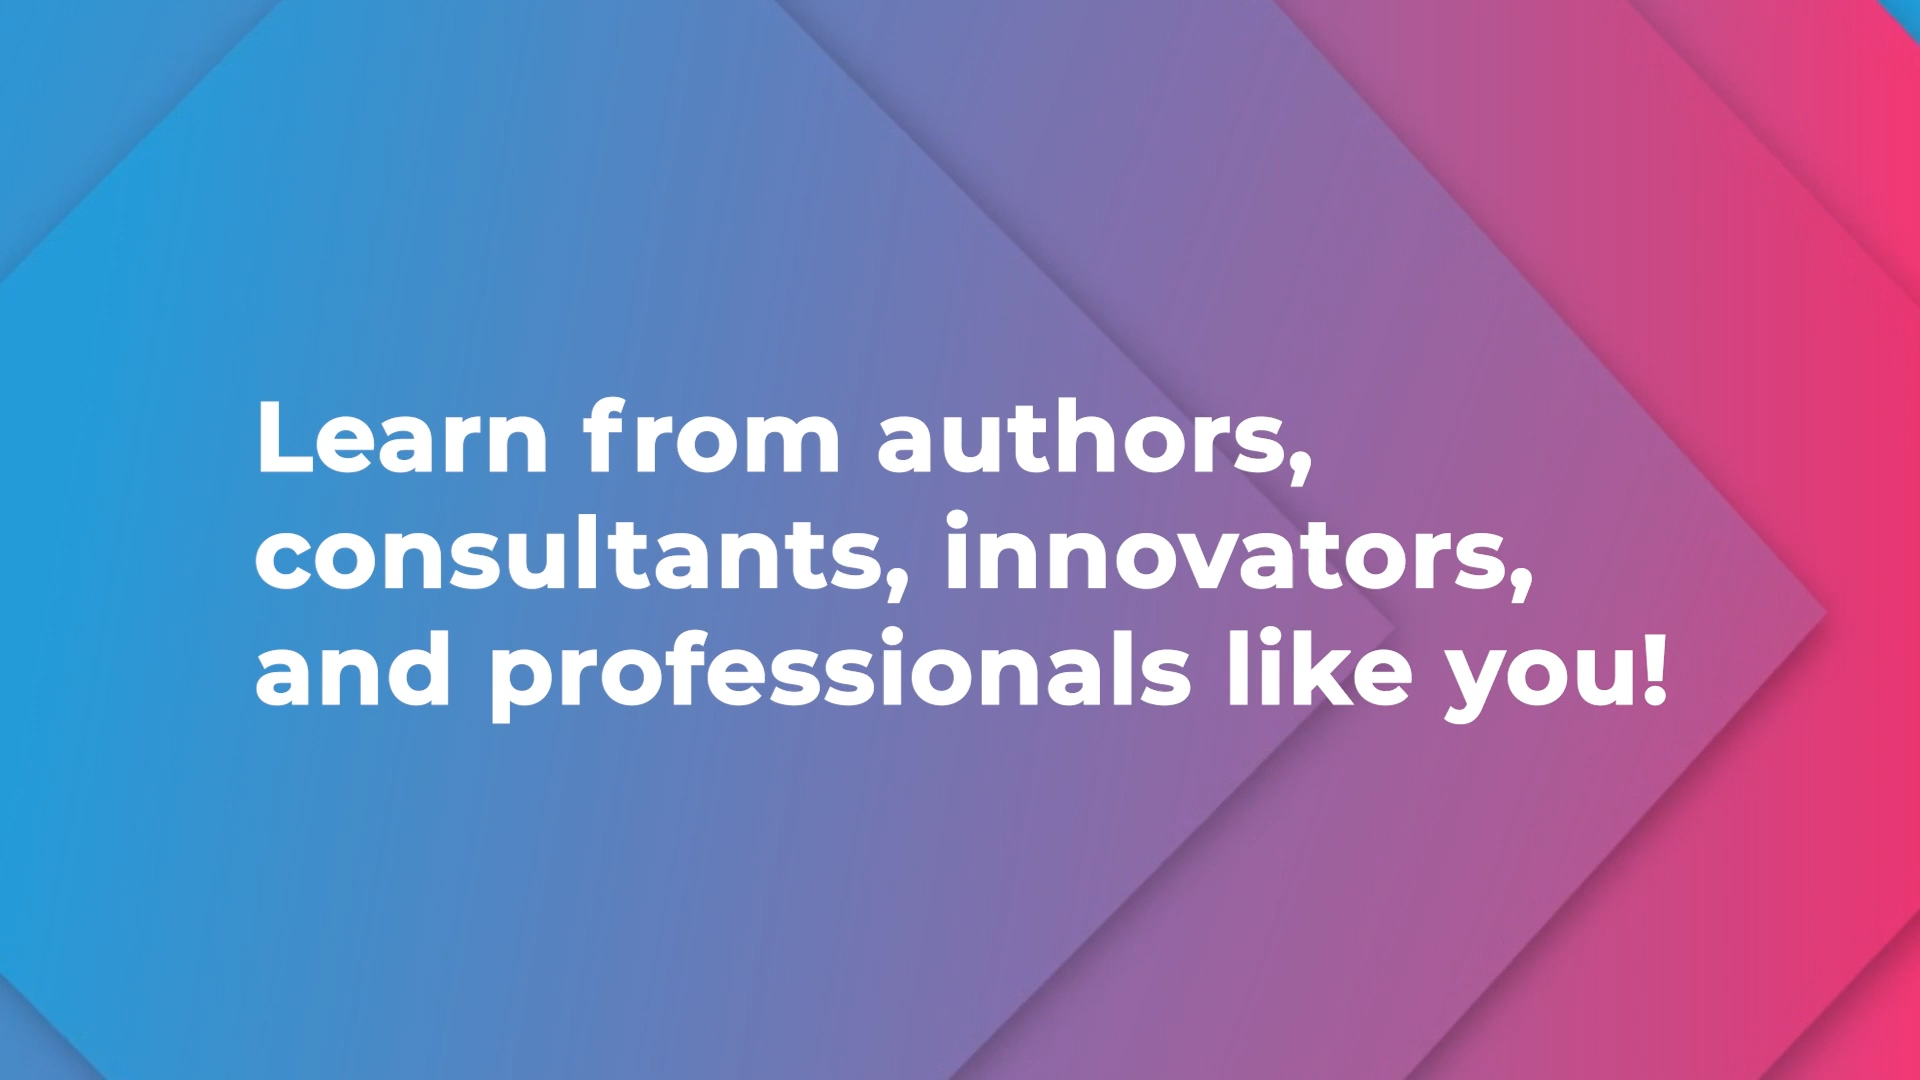 Learn from authors,
consultants, innovators,
and professionals like you!